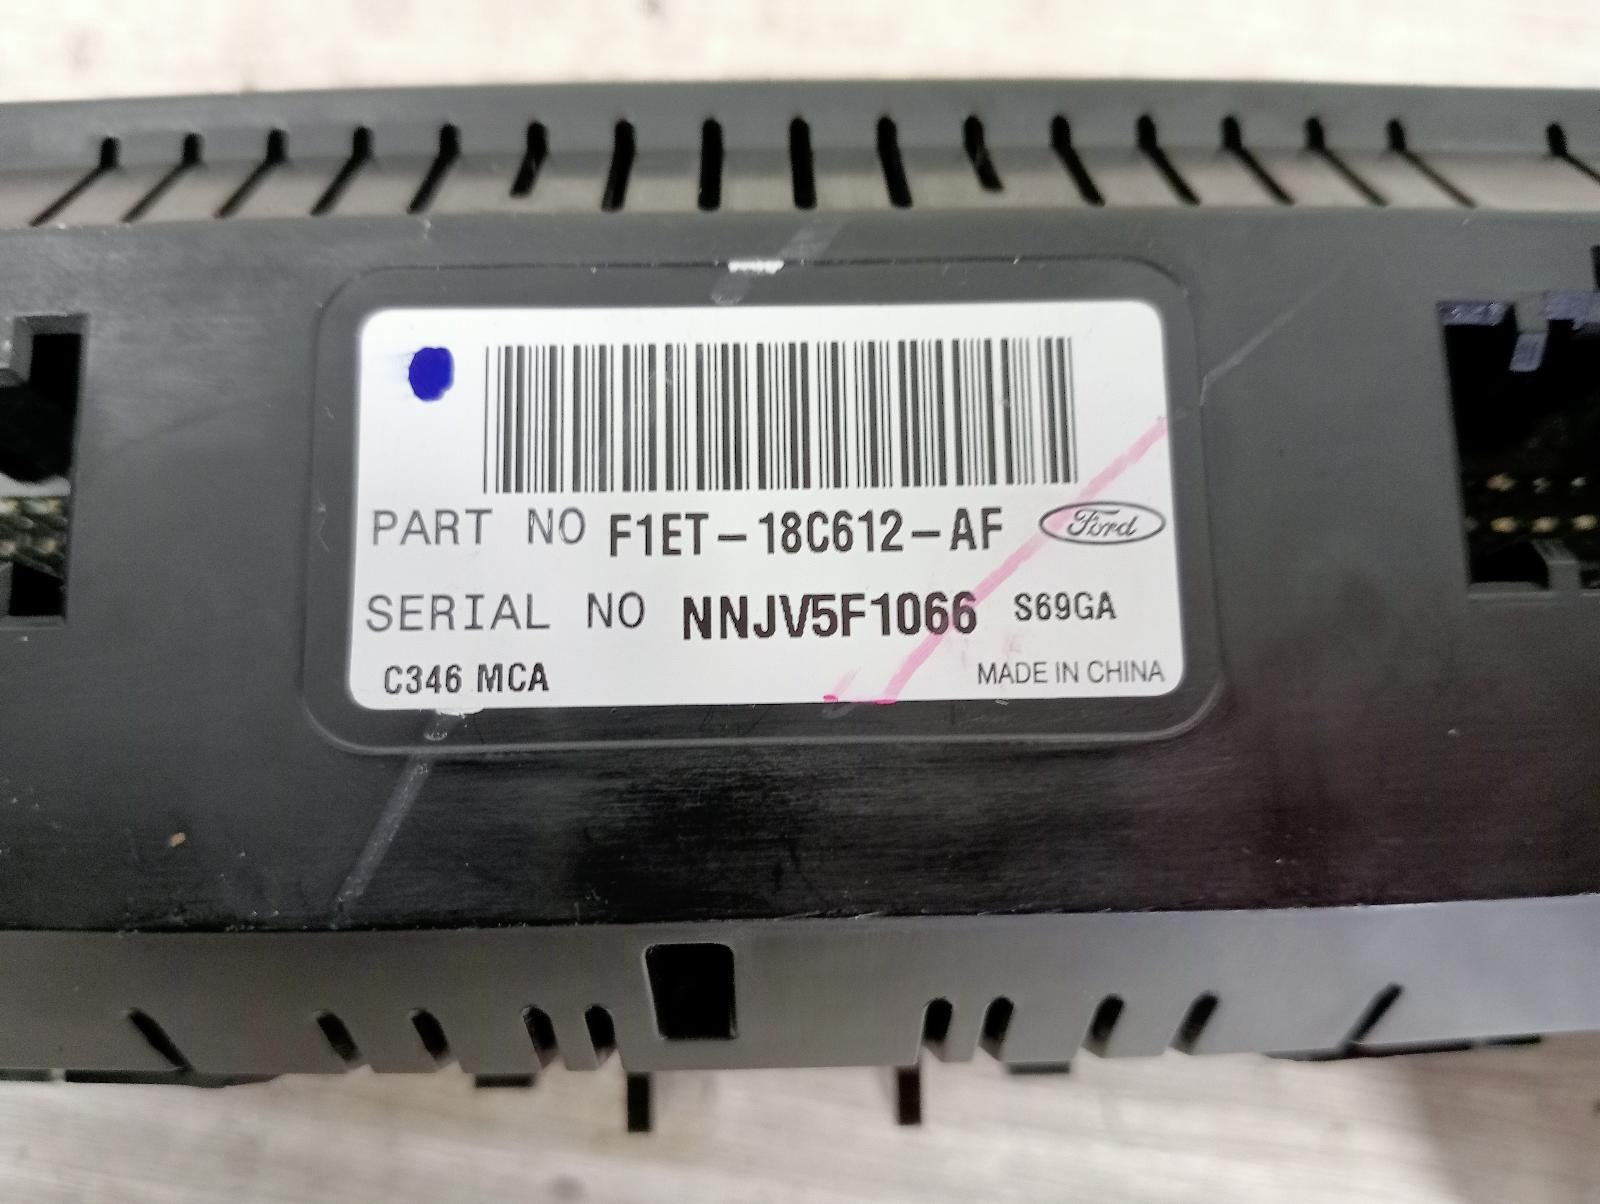 PART NO F1ET-18C612-AF Ford
SERIAL NO NNJV5F1066 S69GA
C346 MCA MADE IN CHINA